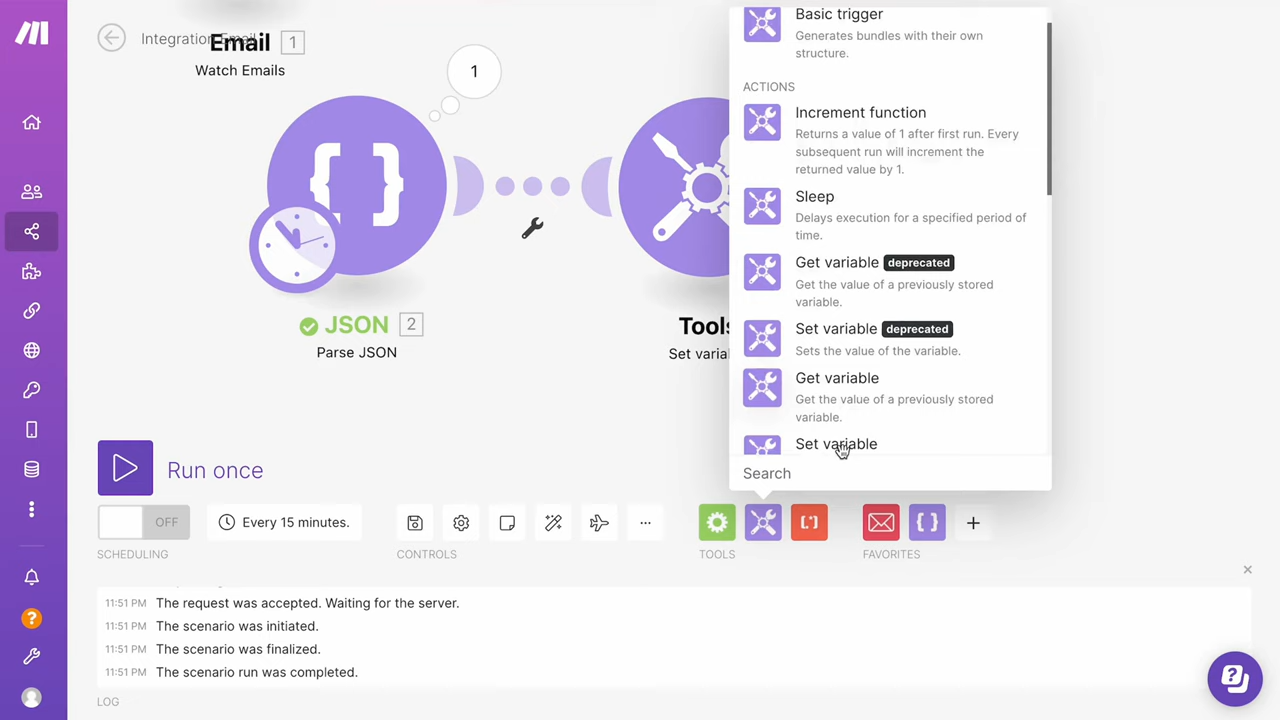 Integration Email
Email 1
Watch Emails
1
JSON 2
Parse JSON
Tools
Set varia
Basic trigger
Generates bundles with their own
structure.
ACTIONS
Increment function
Returns a value of 1 after first run. Every
subsequent run will increment the
returned value by 1.
Sleep
Delays execution for a specified period of
time.
Get variable deprecated
Get the value of a previously stored
variable.
Set variable deprecated
Sets the value of the variable.
Get variable
Get the value of a previously stored
variable.
Set variable
Search
Run once
OFF
Every 15 minutes.
SCHEDULING
CONTROLS
TOOLS
FAVORITES
11:51 PM The request was accepted. Waiting for the server.
11:51 PM The scenario was initiated.
11:51 PM The scenario was finalized.
11:51 PM The scenario run was completed.
LOG